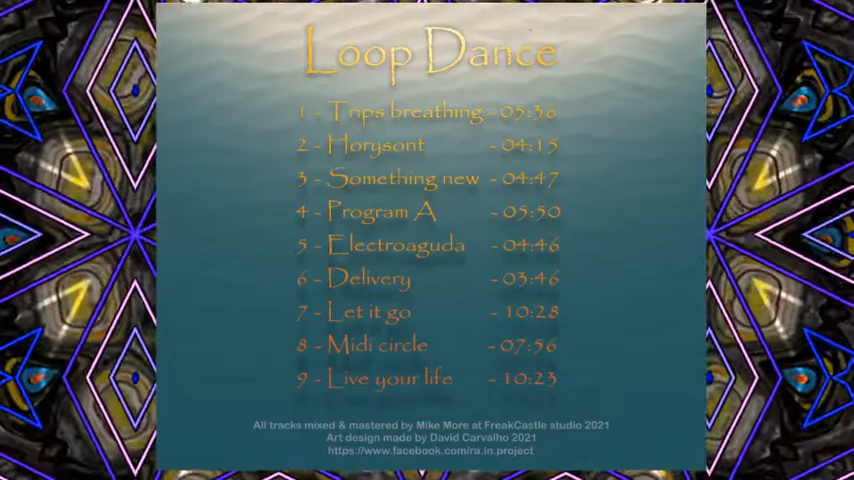 Loop Dance
1 - Trips breathing - 05:36
2 - Horysont - 04:15
3 - Something new - 04:47
4 - Program A - 05:50
5 - Electroaguda - 04:46
6 - Delivery - 03:46
7 - Let it go - 10:28
8 - Midi circle - 07:56
9 - Live your life - 10:23
All tracks mixed & mastered by Mike More at FreakCastle studio 2021
Art design made by David Carvalho 2021
https://www.facebook.com/ra.in.project